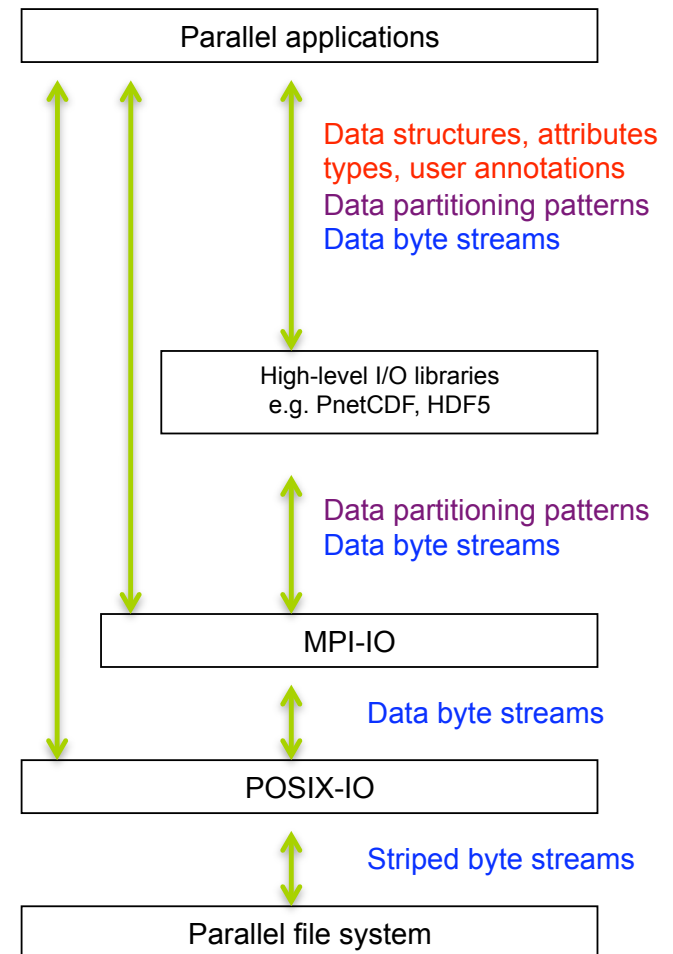 Parallel applications
Data structures, attributes
types, user annotations
Data partitioning patterns
Data byte streams
High-level I/O libraries
e.g. PnetCDF, HDF5
Data partitioning patterns
Data byte streams
MPI-IO
Data byte streams
POSIX-IO
Striped byte streams
Parallel file system